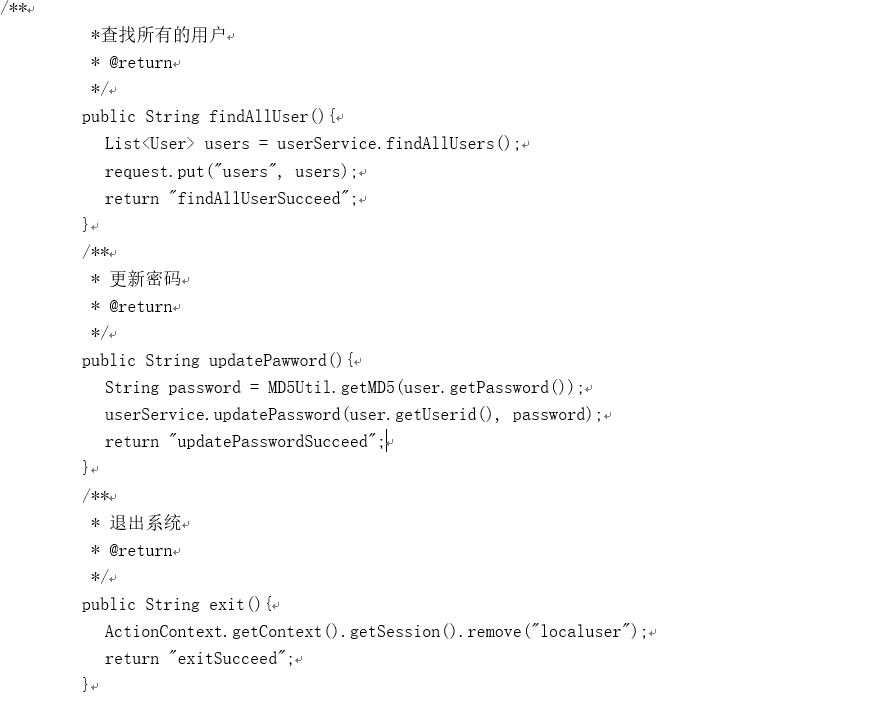 /**
*查找所有的用户
* @return
*/
public String findAllUser(){
List<User> users = userService.findAllUsers();
request.put("users", users);
return "findAllUserSucceed";
}
/**
* 更新密码
* @return
*/
public String updatePawword(){
String password = MD5Util.getMD5(user.getPassword());
userService.updatePassword(user.getUserid(), password);
return "updatePasswordSucceed";
}
/**
* 退出系统
* @return
*/
public String exit(){
ActionContext.getContext().getSession().remove("localuser");
return "exitSucceed";
}